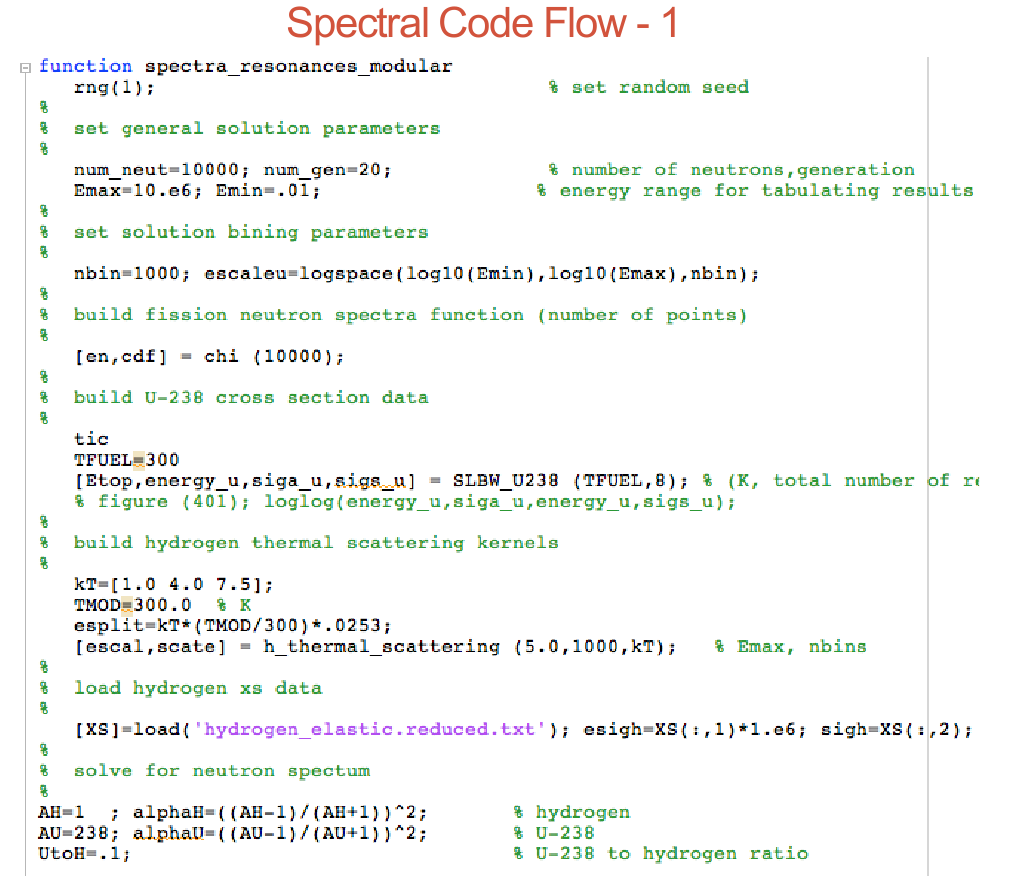 Spectral Code Flow - 1
function spectra_resonances_modular
rng(1); % set random seed
%
% set general solution parameters
%
num_neut=10000; num_gen=20; % number of neutrons,generation
Emax=10.e6; Emin=.01; % energy range for tabulating results
%
% set solution bining parameters
%
nbin=1000; escaleu=logspace(log10(Emin),log10(Emax),nbin);
%
% build fission neutron spectra function (number of points)
%
[en,cdf] = chi (10000);
%
% build U-238 cross section data
%
tic
TFUEL=300
[Etop,energy_u,siga_u,sigs_u] = SLBW_U238 (TFUEL,8); % (K, total number of
% figure (401); loglog(energy_u,siga_u,energy_u,sigs_u);
%
% build hydrogen thermal scattering kernels
%
kT=[1.0 4.0 7.5];
TMOD=300.0 % K
esplit=kT*(TMOD/300)*.0253;
[escal,scate] = h_thermal_scattering (5.0,1000,kT); % Emax, nbins
%
% load hydrogen xs data
%
[XS]=load('hydrogen_elastic.reduced.txt'); esigh=XS(:,1)*1.e6; sigh=XS(:,2);
%
% solve for neutron spectum
%
AH=1 ; alphaH=((AH-1)/(AH+1))^2; % hydrogen
AU=238; alphaU=((AU-1)/(AU+1))^2; % U-238
UtoH=.1; % U-238 to hydrogen ratio